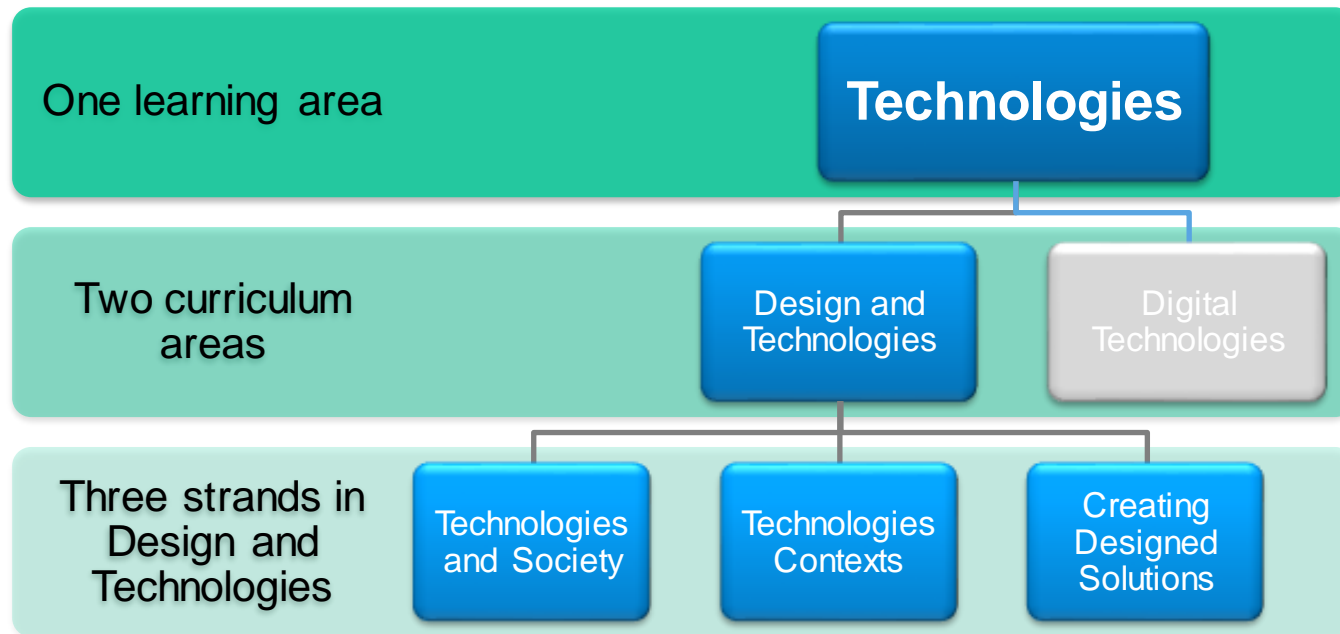 One learning area
Technologies
Two curriculum
areas
Design and
Technologies
Digital
Technologies
Three strands in
Design and
Technologies
Technologies
and Society
Technologies
Contexts
Creating
Designed
Solutions